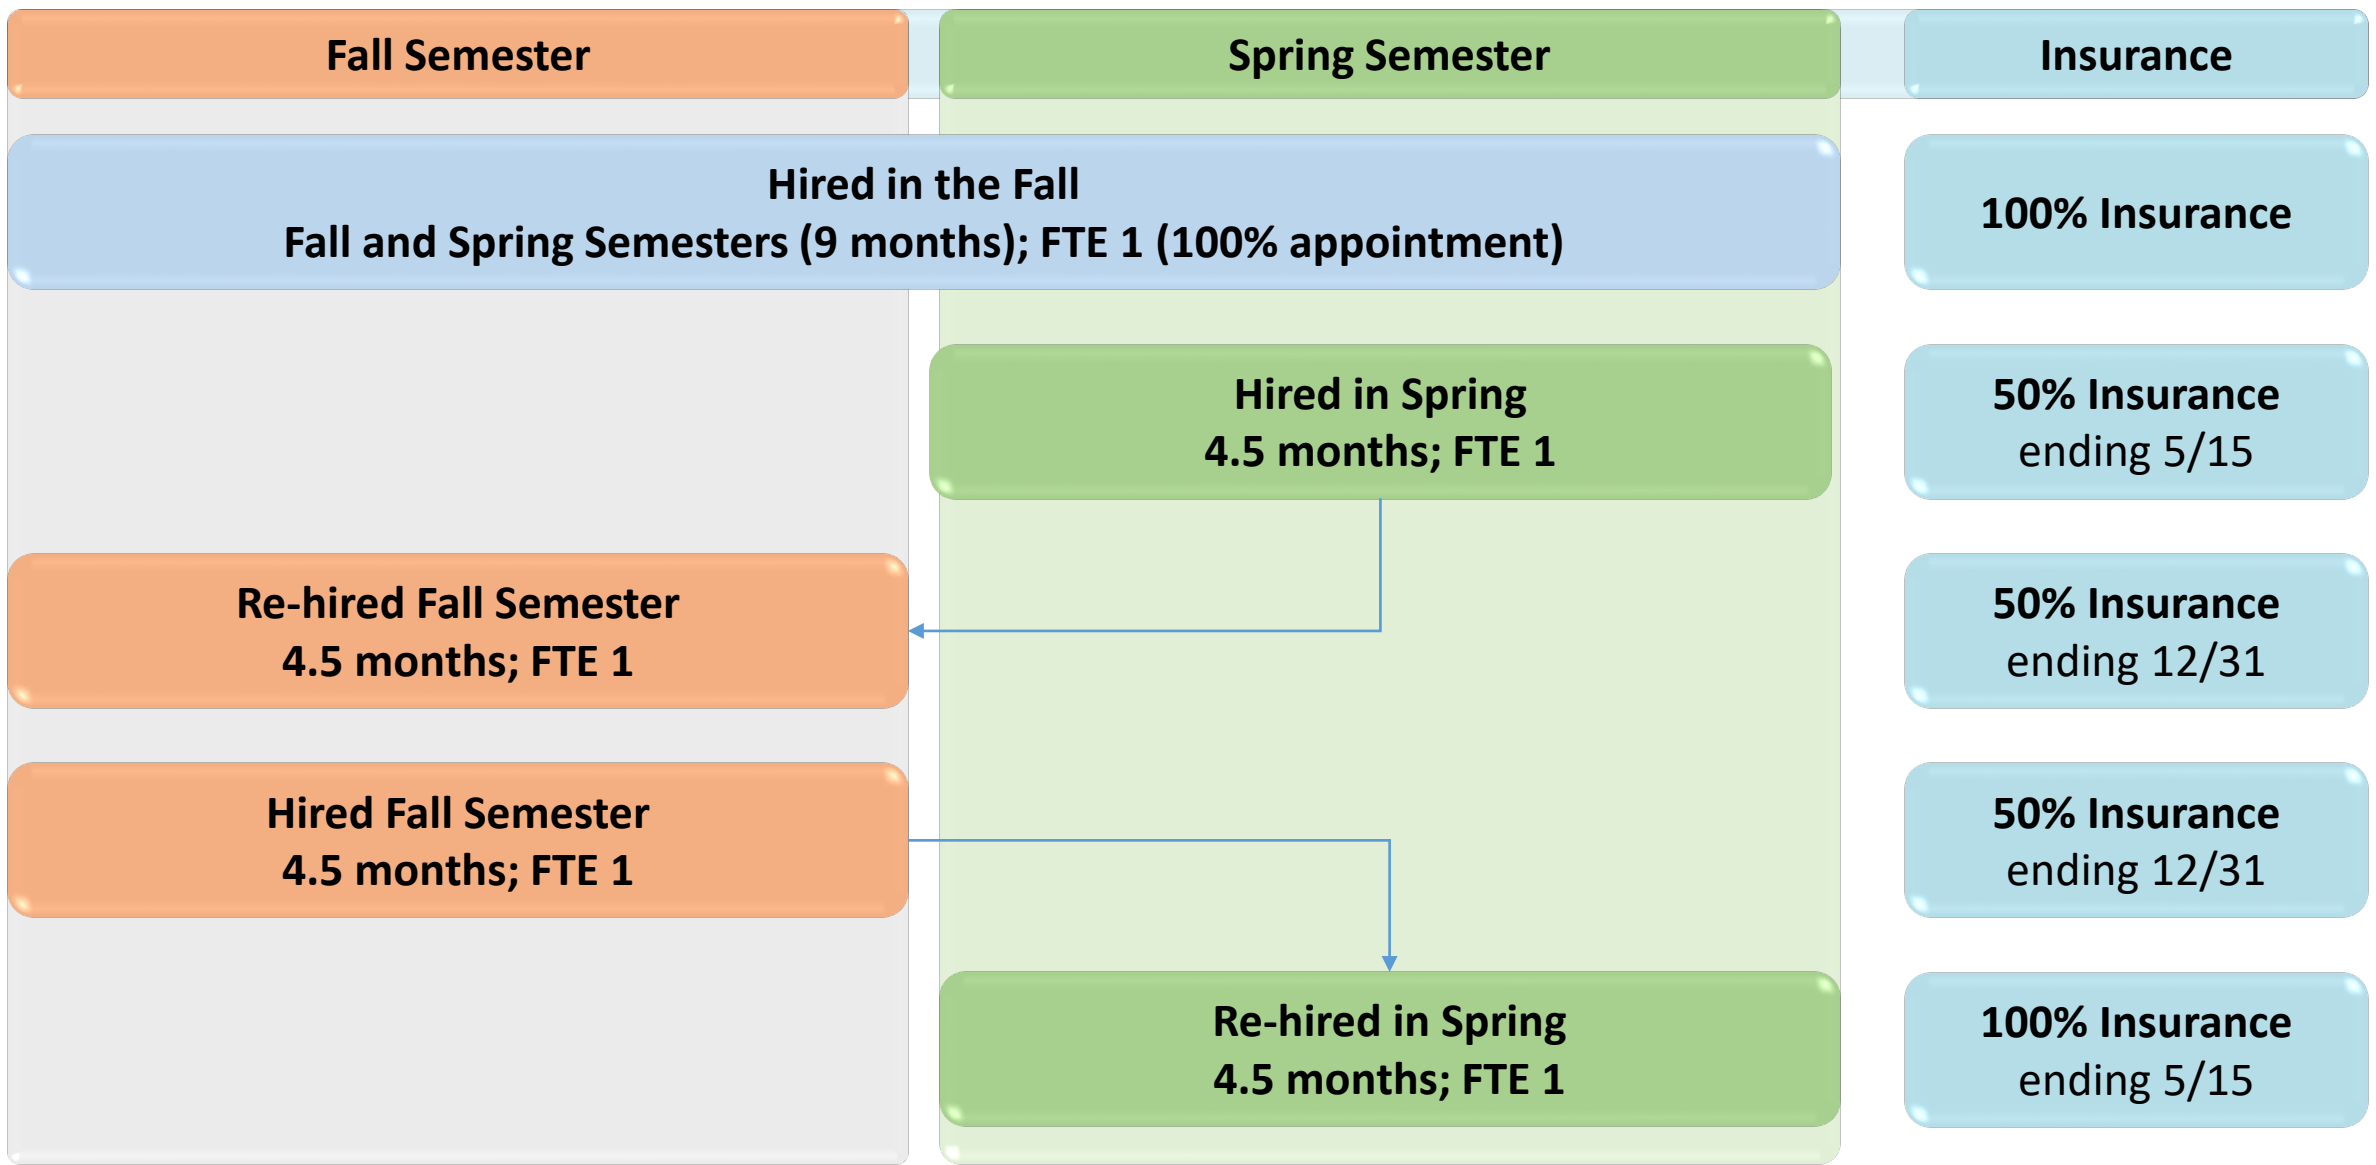 Fall Semester
Spring Semester
Insurance
Hired in the Fall
Fall and Spring Semesters (9 months); FTE 1 (100% appointment)
100% Insurance
Hired in Spring
4.5 months; FTE 1
50% Insurance
ending 5/15
Re-hired Fall Semester
4.5 months; FTE 1
50% Insurance
ending 12/31
Hired Fall Semester
4.5 months; FTE 1
50% Insurance
ending 12/31
Re-hired in Spring
4.5 months; FTE 1
100% Insurance
ending 5/15